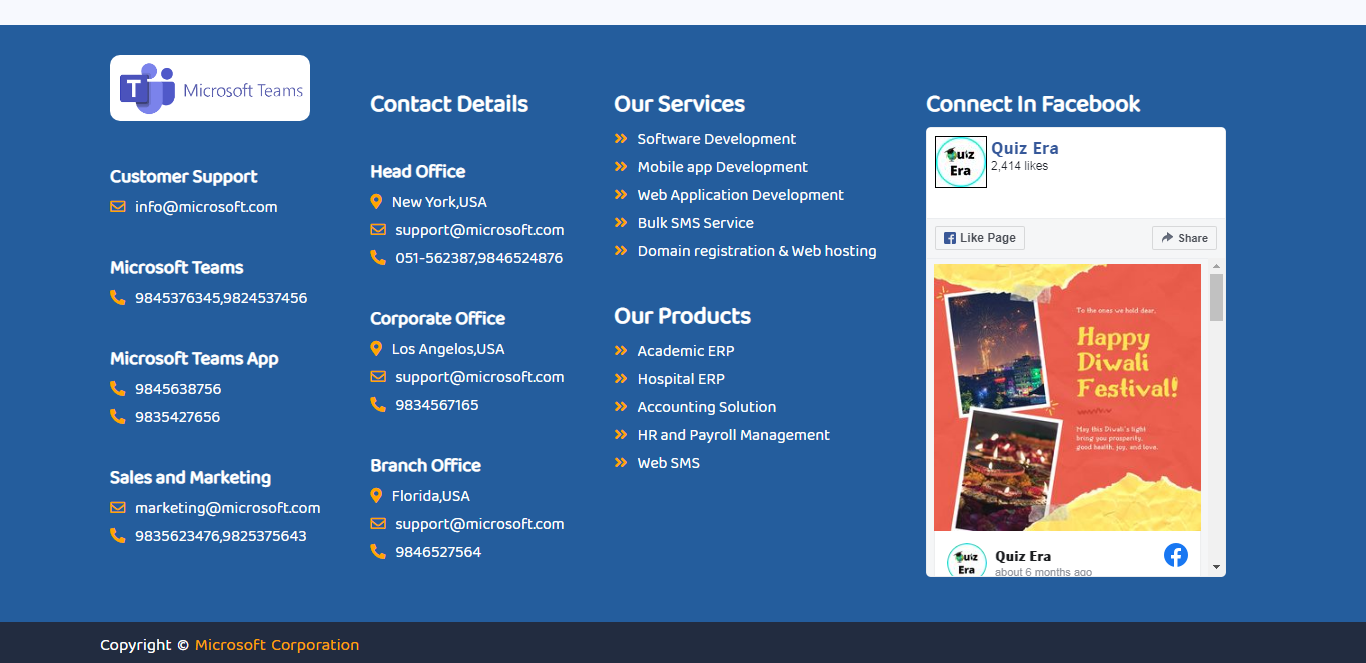 T Microsoft Teams
Customer Support
info@microsoft.com
Microsoft Teams
9845376345,9824537456
Microsoft Teams App
9845638756
9835427656
Sales and Marketing
marketing@microsoft.com
9835623476,9825375643
Contact Details
Head Office
New York,USA
support@microsoft.com
051-562387,9846524876
Corporate Office
Los Angelos,USA
support@microsoft.com
9834567165
Branch Office
Florida,USA
support@microsoft.com
9846527564
Our Services
Software Development
Mobile app Development
Web Application Development
Bulk SMS Service
Domain registration & Web hosting
Our Products
Academic ERP
Hospital ERP
Accounting Solution
HR and Payroll Management
Web SMS
Connect In Facebook
Quiz
Era
Quiz Era
2,414 likes
Like Page
Share
To the ones we hold dear,
Happy
Diwali
Festival!
May this Diwali's light
bring you prosperity,
good health, joy, and love.
Quiz
Era
Quiz Era
about 6 months ago
Copyright © Microsoft Corporation